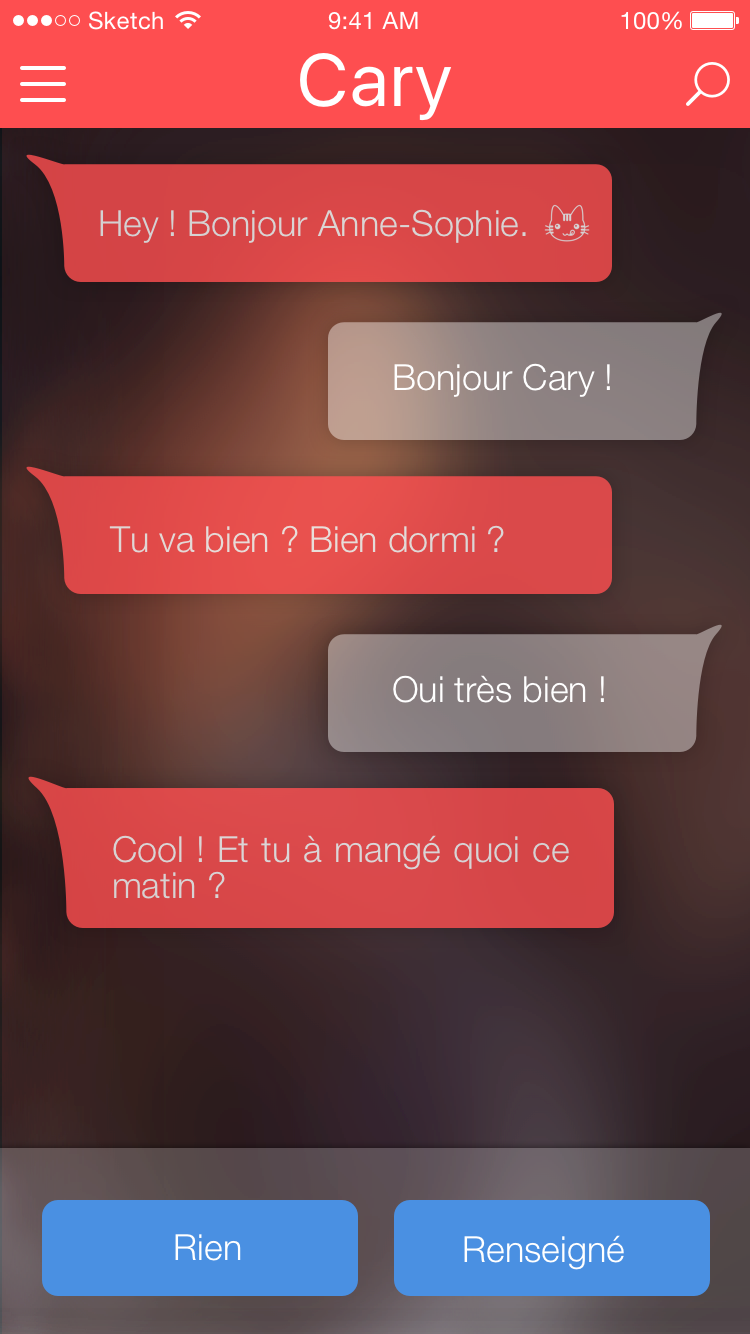 Sketch 9:41 AM 100%
Cary
Hey ! Bonjour Anne-Sophie.
Bonjour Cary !
Tu va bien ? Bien dormi ?
Oui très bien !
Cool ! Et tu à mangé quoi ce
matin ?
Rien
Renseigné